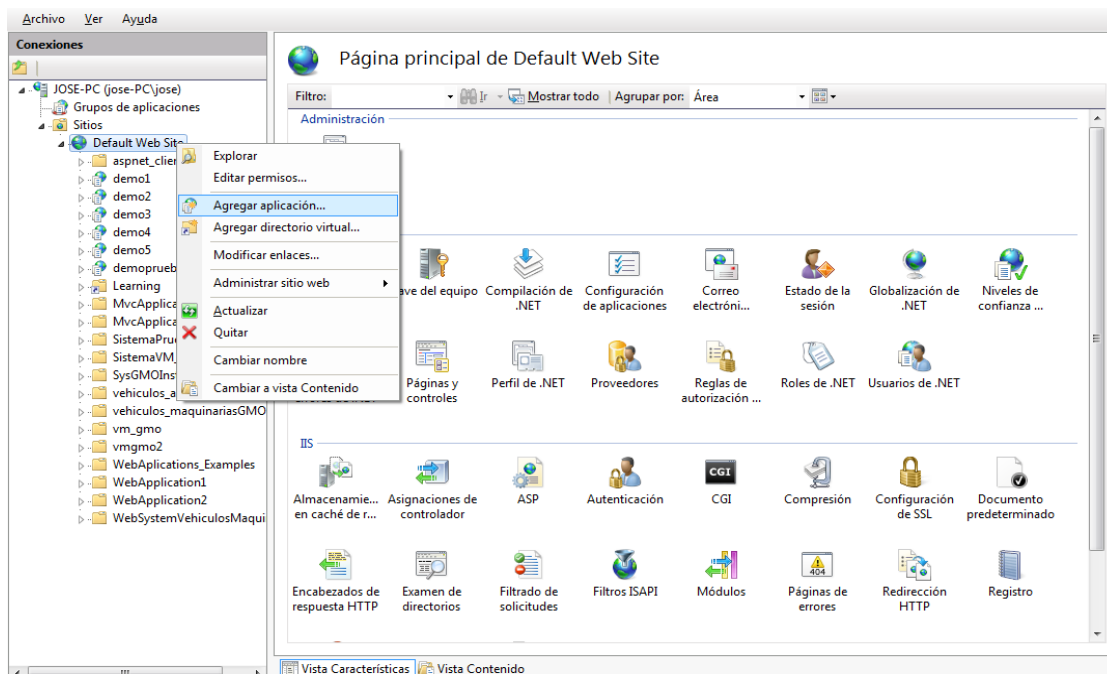 Archivo Ver Ayuda
Conexiones
JOSE-PC (jose-PC\jose)
Grupos de aplicaciones
Sitios
Default Web Site
aspnet_clien
demo1
demo2
demo3
demo4
demo5
demoprueb
Learning
MvcApplica
MvcApplica
SistemaPru
SistemaVM_
SysGMOIns
vehiculos_a
vehiculos_maquinariasGMO
vm_gmo
vmgmo2
WebAplications_Examples
WebApplication1
WebApplication2
WebSystemVehiculosMaqui
Explorar
Editar permisos...
Agregar aplicación...
Agregar directorio virtual...
Modificar enlaces...
Administrar sitio web
Actualizar
Quitar
Cambiar nombre
Cambiar a vista Contenido
Página principal de Default Web Site
Filtro: Ir Mostrar todo Agrupar por: Área
Administración
ave del equipo Compilación de Configuración Correo Estado de la Globalización de Niveles de
.NET de aplicaciones electróni... sesión .NET confianza ...
Páginas y Perfil de .NET Proveedores Reglas de Roles de .NET Usuarios de .NET
controles autorización ...
IIS
CGI
Almacenamie... Asignaciones de ASP Autenticación CGI Compresión Configuración Documento
en caché de r... controlador de SSL predeterminado
404
Encabezados de Examen de Filtrado de Filtros ISAPI Módulos Páginas de Redirección Registro
respuesta HTTP directorios solicitudes errores HTTP
Vista Características Vista Contenido